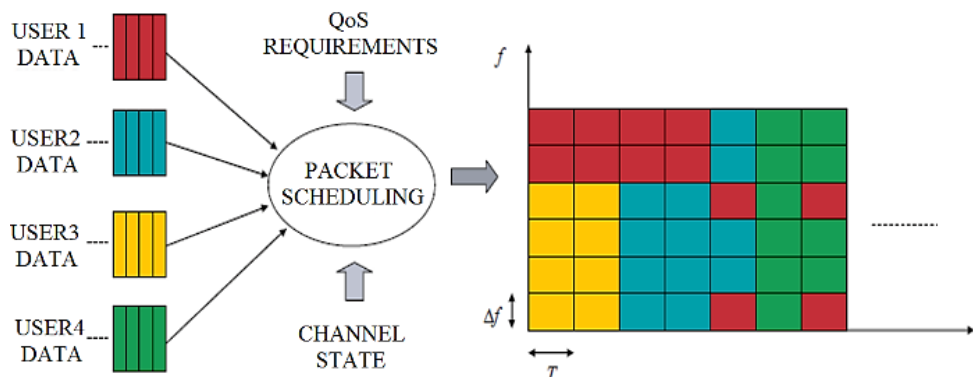 USER 1
DATA
USER2
DATA
USER3
DATA
USER4
DATA
QoS
REQUIREMENTS
PACKET
SCHEDULING
CHANNEL
STATE
f
Δf
T